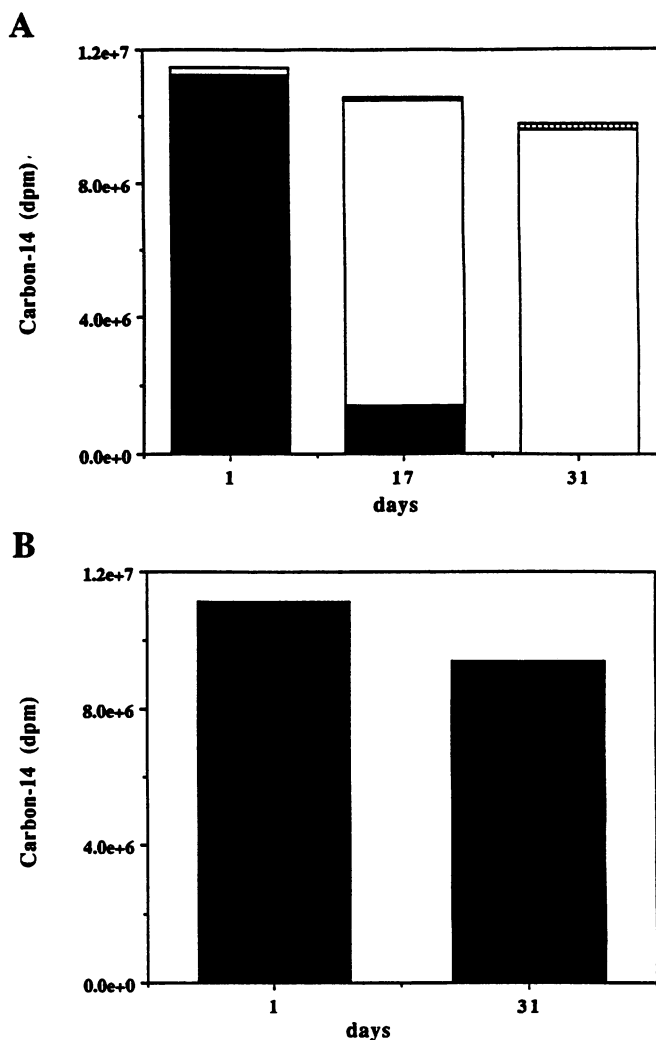 A
1.2e+7
8.0e+6
4.0e+6
0.0e+0
Carbon-14 (dpm).
1 17 31
days
B
1.2e+7
8.0e+6
4.0e+6
0.0e+0
Carbon-14 (dpm)
1 31
days